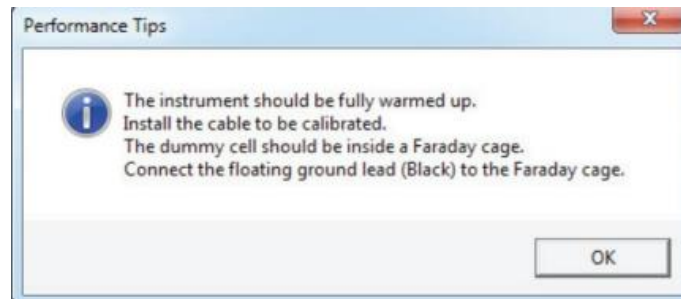 Performance Tips
The instrument should be fully warmed up.
Install the cable to be calibrated.
The dummy cell should be inside a Faraday cage.
Connect the floating ground lead (Black) to the Faraday cage.
OK